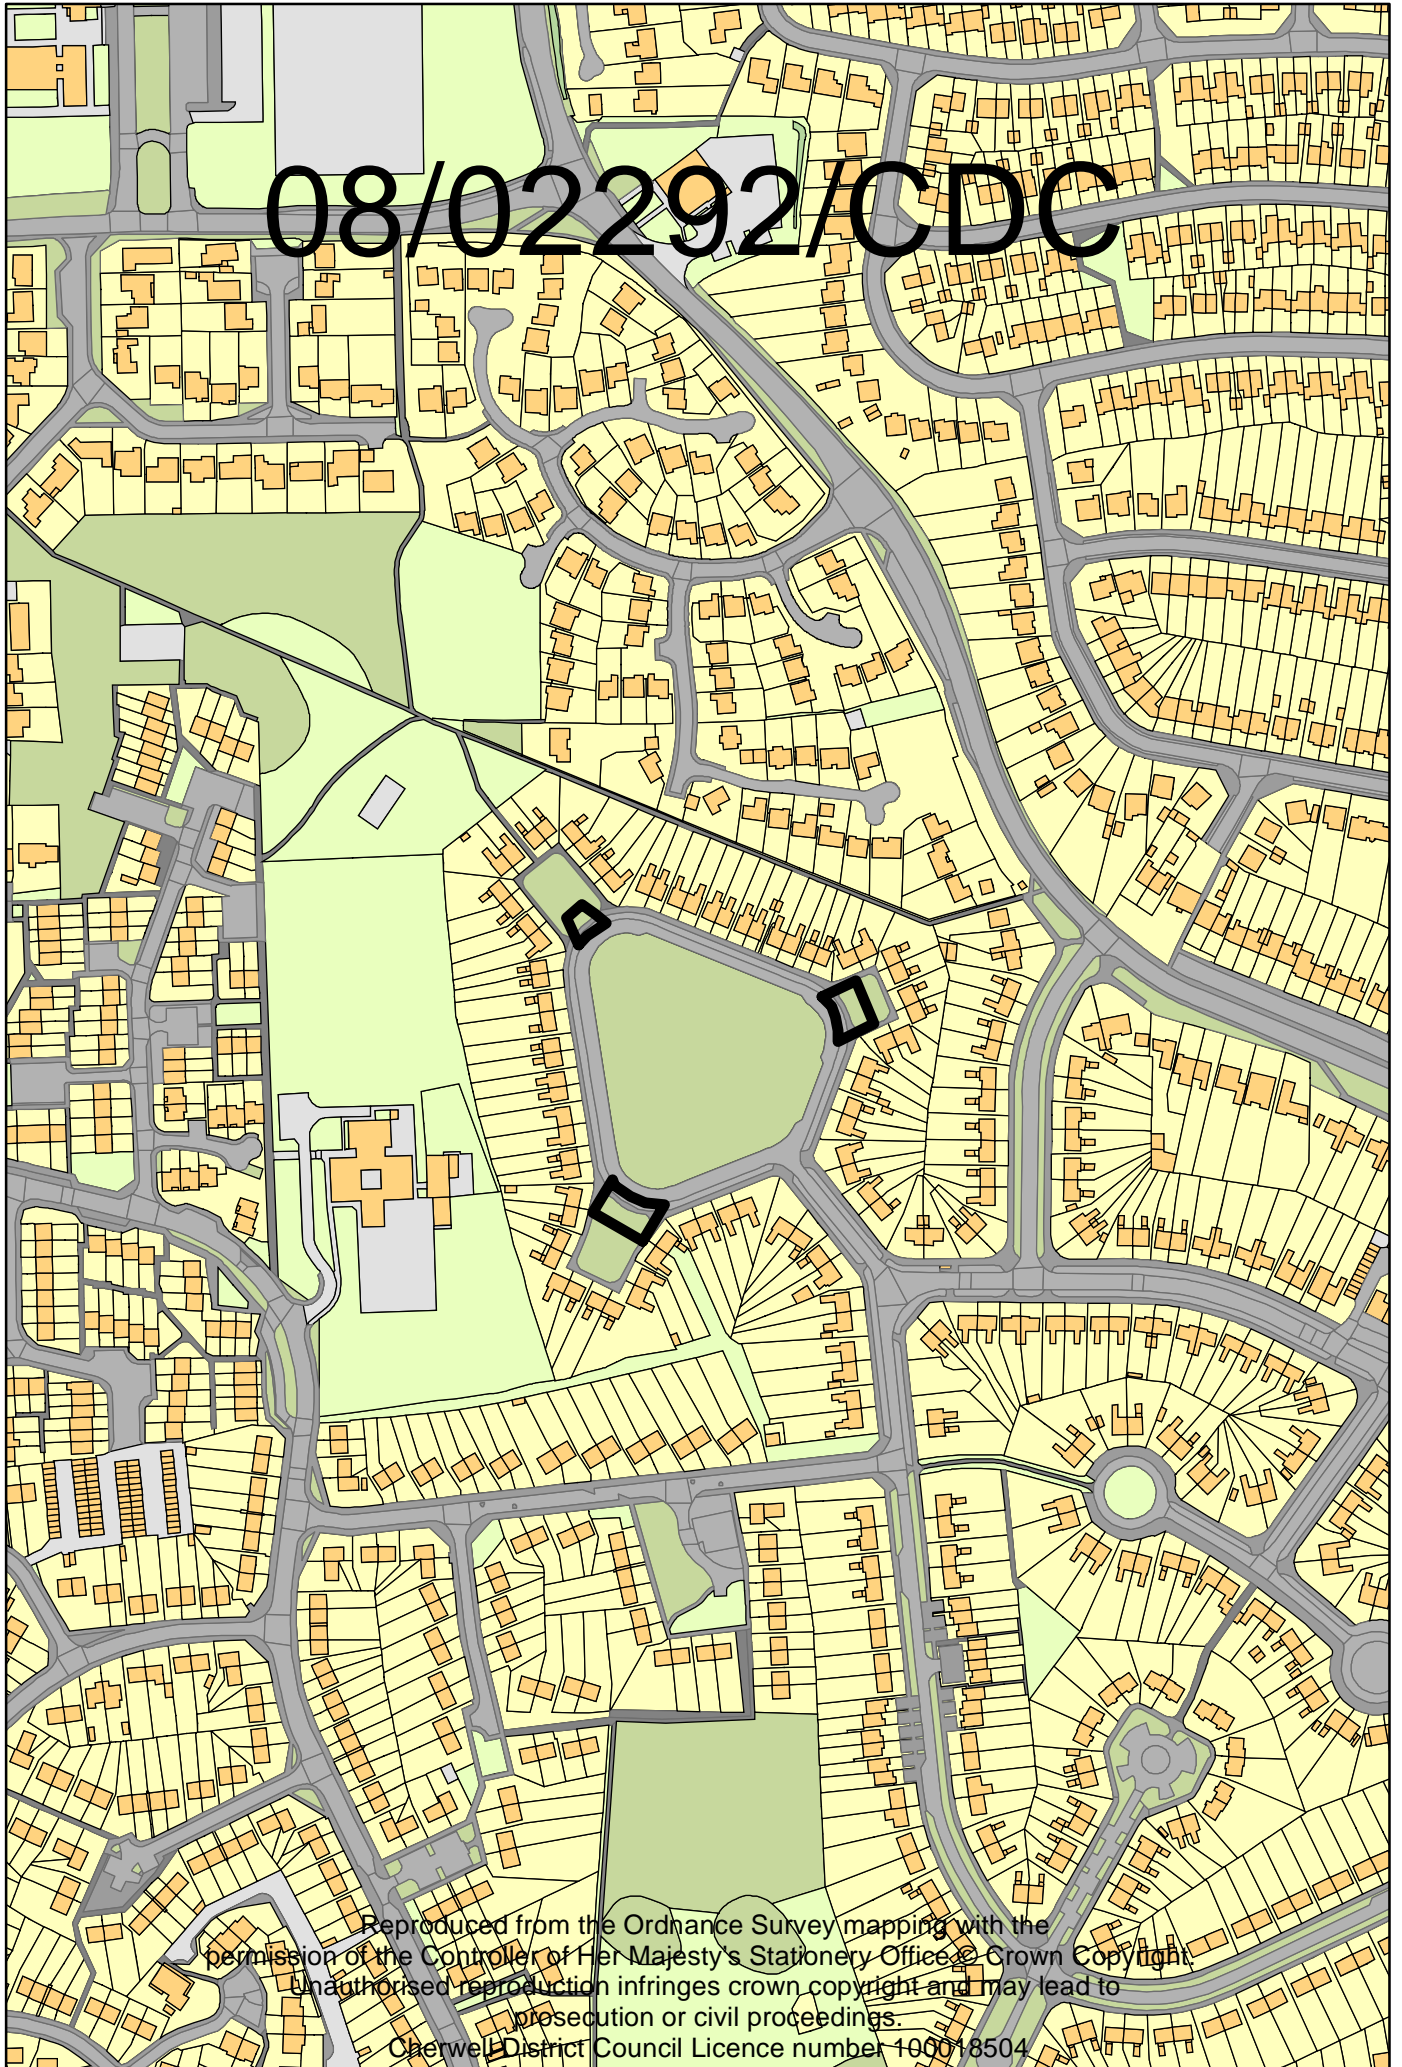 08/02292/CDC
Reproduced from the Ordnance Survey mapping with the
permission of the Controller of Her Majesty's Stationery Office © Crown Copyright.
Unauthorised reproduction infringes crown copyright and may lead to
prosecution or civil proceedings.
Cherwell District Council Licence number 100018504